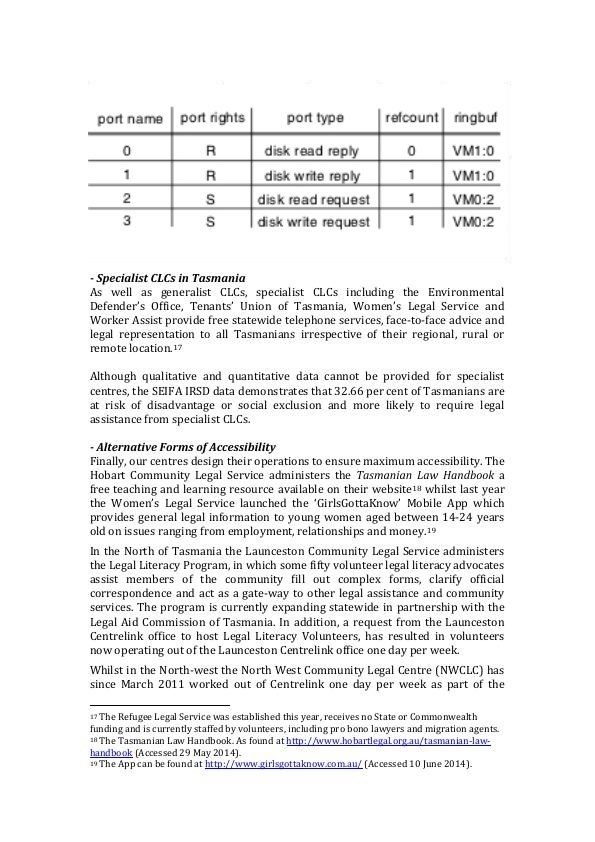 port name port rights port type refcount ringbuf
0 R disk read reply 0 VM1:0
1 R disk write reply 1 VM1:0
2 S disk read request 1 VM0:2
3 S disk write request 1 VM0:2
- Specialist CLCs in Tasmania
As well as generalist CLCs, specialist CLCs including the Environmental
Defender's Office, Tenants' Union of Tasmania, Women's Legal Service and
Worker Assist provide free statewide telephone services, face-to-face advice and
legal representation to all Tasmanians irrespective of their regional, rural or
remote location.17
Although qualitative and quantitative data cannot be provided for specialist
centres, the SEIFA IRSD data demonstrates that 32.66 per cent of Tasmanians are
at risk of disadvantage or social exclusion and more likely to require legal
assistance from specialist CLCs.
- Alternative Forms of Accessibility
Finally, our centres design their operations to ensure maximum accessibility. The
Hobart Community Legal Service administers the Tasmanian Law Handbook a
free teaching and learning resource available on their website18 whilst last year
the Women's Legal Service launched the 'GirlsGottaKnow' Mobile App which
provides general legal information to young women aged between 14-24 years
old on issues ranging from employment, relationships and money.19
In the North of Tasmania the Launceston Community Legal Service administers
the Legal Literacy Program, in which some fifty volunteer legal literacy advocates
assist members of the community fill out complex forms, clarify official
correspondence and act as a gate-way to other legal assistance and community
services. The program is currently expanding statewide in partnership with the
Legal Aid Commission of Tasmania. In addition, a request from the Launceston
Centrelink office to host Legal Literacy Volunteers, has resulted in volunteers
now operating out of the Launceston Centrelink office one day per week.
Whilst in the North-west the North West Community Legal Centre (NWCLC) has
since March 2011 worked out of Centrelink one day per week as part of the
17 The Refugee Legal Service was established this year, receives no State or Commonwealth
funding and is currently staffed by volunteers, including pro bono lawyers and migration agents.
18 The Tasmanian Law Handbook. As found at http://www.hobartlegal.org.au/tasmanian-law-
handbook (Accessed 29 May 2014).
19 The App can be found at http://www.girlsgottaknow.com.au/ (Accessed 10 June 2014).